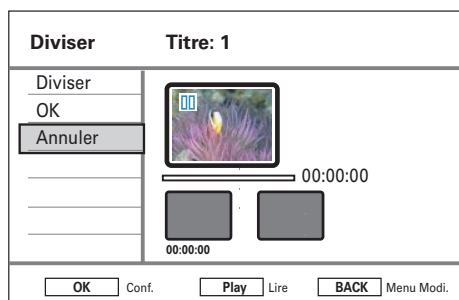 Diviser Titre: 1
Diviser
OK
Annuler
00:00:00
00:00:00
OK Conf. Play Lire BACK Menu Modi.